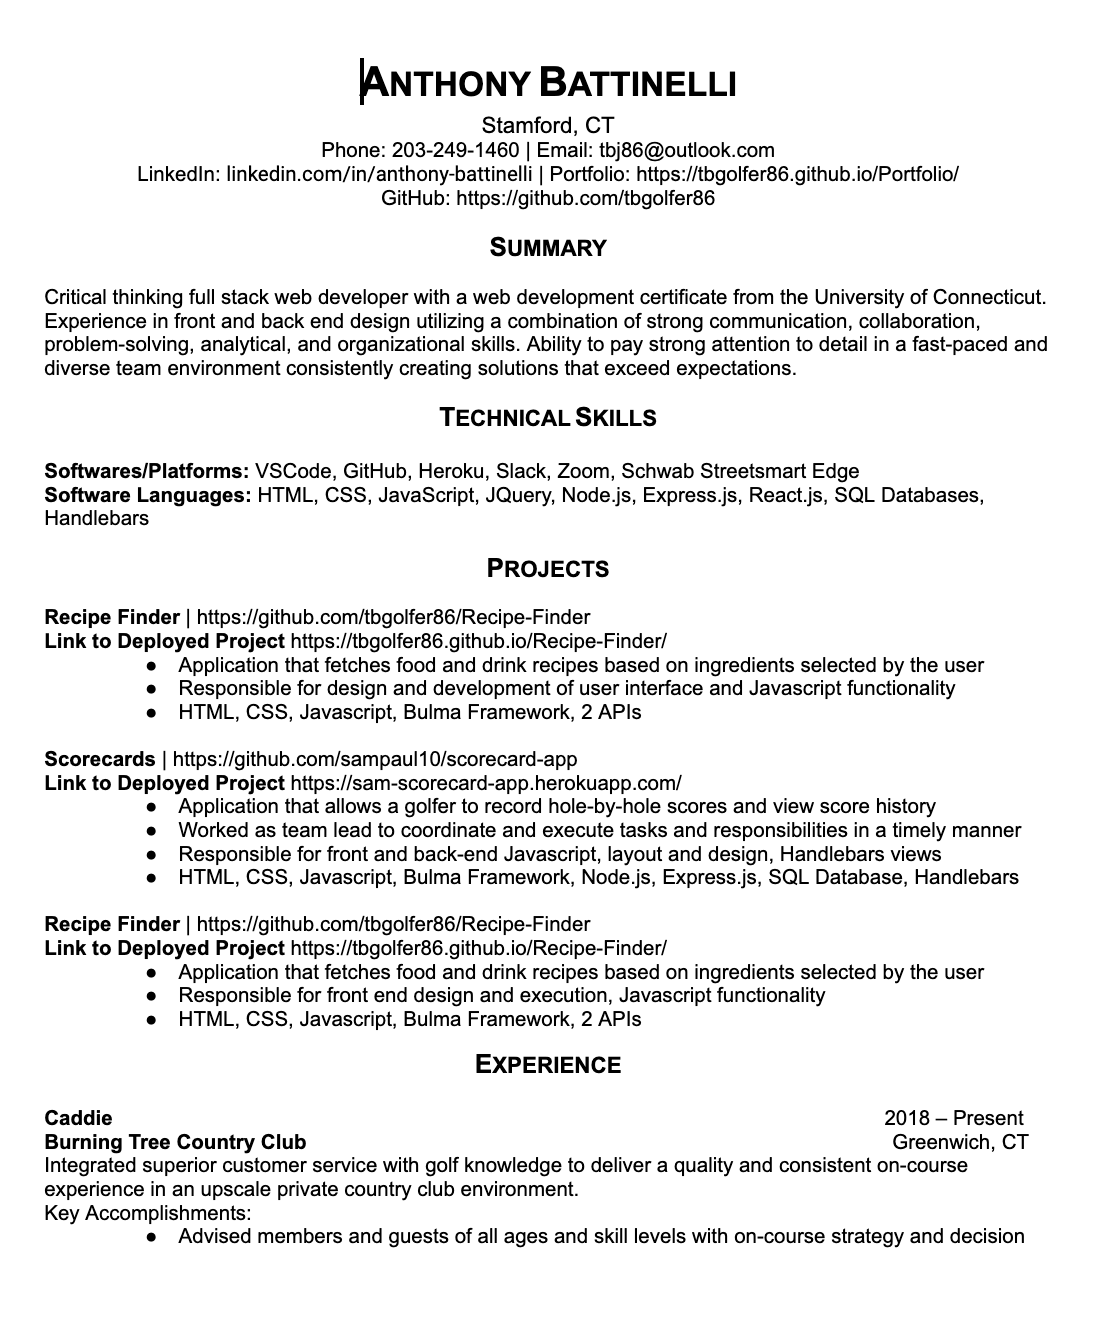 ANTHONY BATTINELLI
Stamford, CT
Phone: 203-249-1460 | Email: tbj86@outlook.com
LinkedIn: linkedin.com/in/anthony-battinelli | Portfolio: https://tbgolfer86.github.io/Portfolio/
GitHub: https://github.com/tbgolfer86
SUMMARY
Critical thinking full stack web developer with a web development certificate from the University of Connecticut.
Experience in front and back end design utilizing a combination of strong communication, collaboration,
problem-solving, analytical, and organizational skills. Ability to pay strong attention to detail in a fast-paced and
diverse team environment consistently creating solutions that exceed expectations.
TECHNICAL SKILLS
Softwares/Platforms: VSCode, GitHub, Heroku, Slack, Zoom, Schwab Streetsmart Edge
Software Languages: HTML, CSS, JavaScript, JQuery, Node.js, Express.js, React.js, SQL Databases,
Handlebars
PROJECTS
Recipe Finder | https://github.com/tbgolfer86/Recipe-Finder
Link to Deployed Project https://tbgolfer86.github.io/Recipe-Finder/
● Application that fetches food and drink recipes based on ingredients selected by the user
● Responsible for design and development of user interface and Javascript functionality
● HTML, CSS, Javascript, Bulma Framework, 2 APIs
Scorecards | https://github.com/sampaul10/scorecard-app
Link to Deployed Project https://sam-scorecard-app.herokuapp.com/
● Application that allows a golfer to record hole-by-hole scores and view score history
● Worked as team lead to coordinate and execute tasks and responsibilities in a timely manner
● Responsible for front and back-end Javascript, layout and design, Handlebars views
● HTML, CSS, Javascript, Bulma Framework, Node.js, Express.js, SQL Database, Handlebars
Recipe Finder | https://github.com/tbgolfer86/Recipe-Finder
Link to Deployed Project https://tbgolfer86.github.io/Recipe-Finder/
● Application that fetches food and drink recipes based on ingredients selected by the user
● Responsible for front end design and execution, Javascript functionality
● HTML, CSS, Javascript, Bulma Framework, 2 APIs
EXPERIENCE
Caddie 2018 – Present
Burning Tree Country Club Greenwich, CT
Integrated superior customer service with golf knowledge to deliver a quality and consistent on-course
experience in an upscale private country club environment.
Key Accomplishments:
● Advised members and guests of all ages and skill levels with on-course strategy and decision